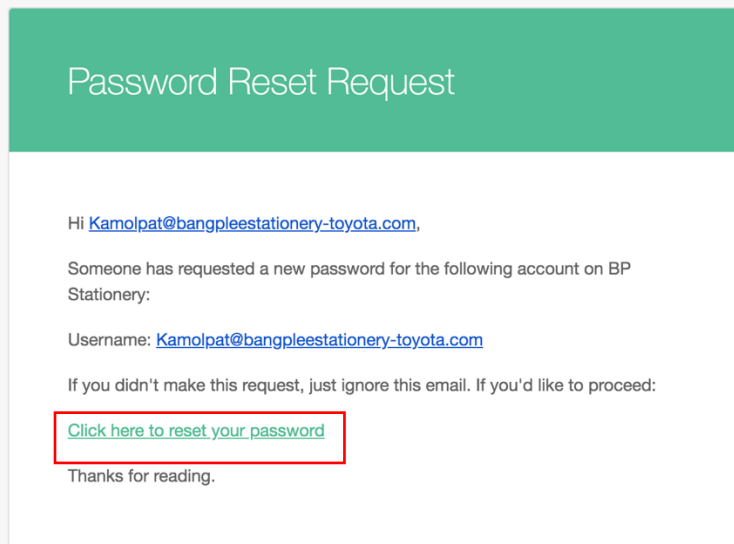 Password Reset Request
Hi Kamolpat@bangpleestationery-toyota.com,
Someone has requested a new password for the following account on BP
Stationery:
Username: Kamolpat@bangpleestationery-toyota.com
If you didn't make this request, just ignore this email. If you'd like to proceed:
Click here to reset your password
Thanks for reading.